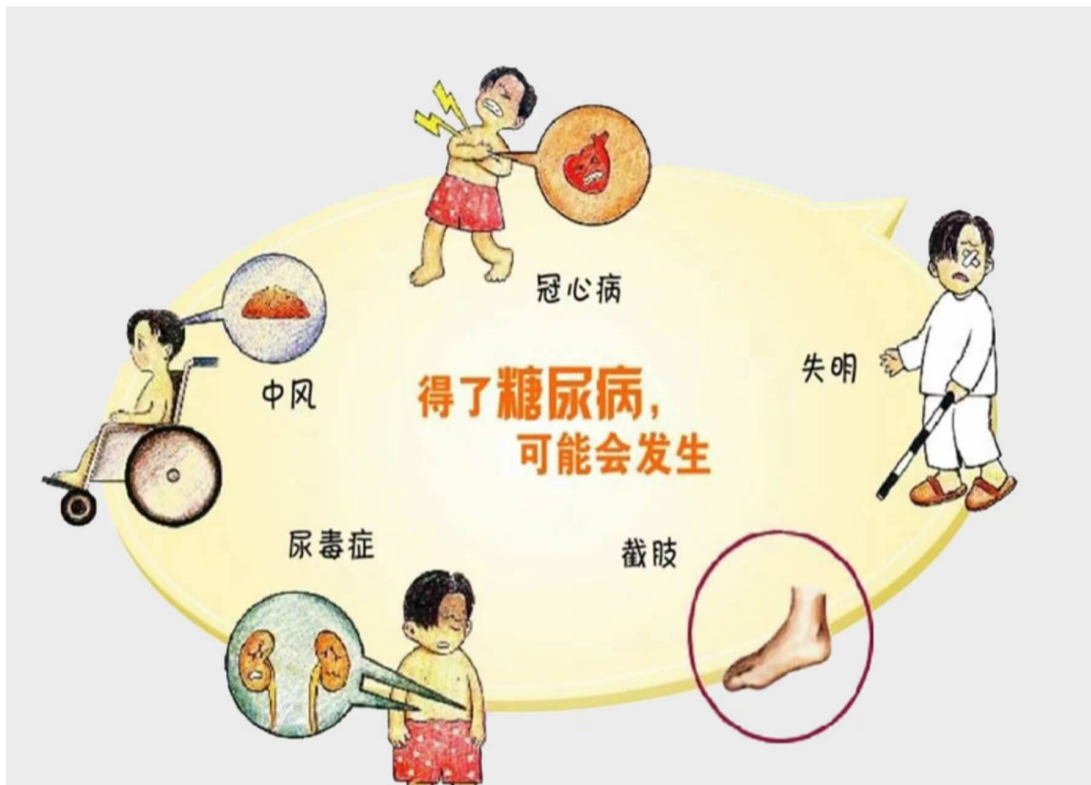 冠心病
失明
中风
得了糖尿病，
可能会发生
尿毒症
截肢